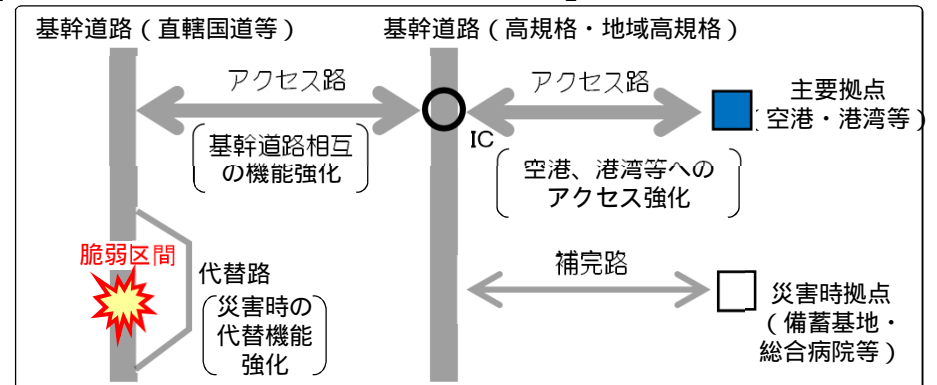 基幹道路（直轄国道等）
基幹道路（高規格・地域高規格）
アクセス路
アクセス路
主要拠点
（空港・港湾等）
IC
基幹道路相互
の機能強化
空港、港湾等への
アクセス強化
脆弱区間
代替路
災害時の
代替機能
強化
補完路
災害時拠点
（備蓄基地・
総合病院等）